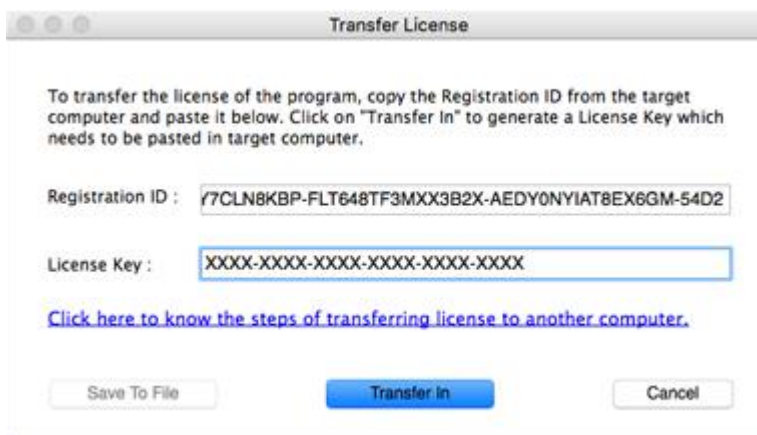 Transfer License
To transfer the license of the program, copy the Registration ID from the target
computer and paste it below. Click on "Transfer In" to generate a License Key which
needs to be pasted in target computer.
Registration ID : Y7CLN8KBP-FLT648TF3MXX3B2X-AEDY0NYIAT8EX6GM-54D2
License Key : XXXX-XXXX-XXXX-XXXX-XXXX-XXXX
Click here to know the steps of transferring license to another computer.
Save To File Transfer In Cancel